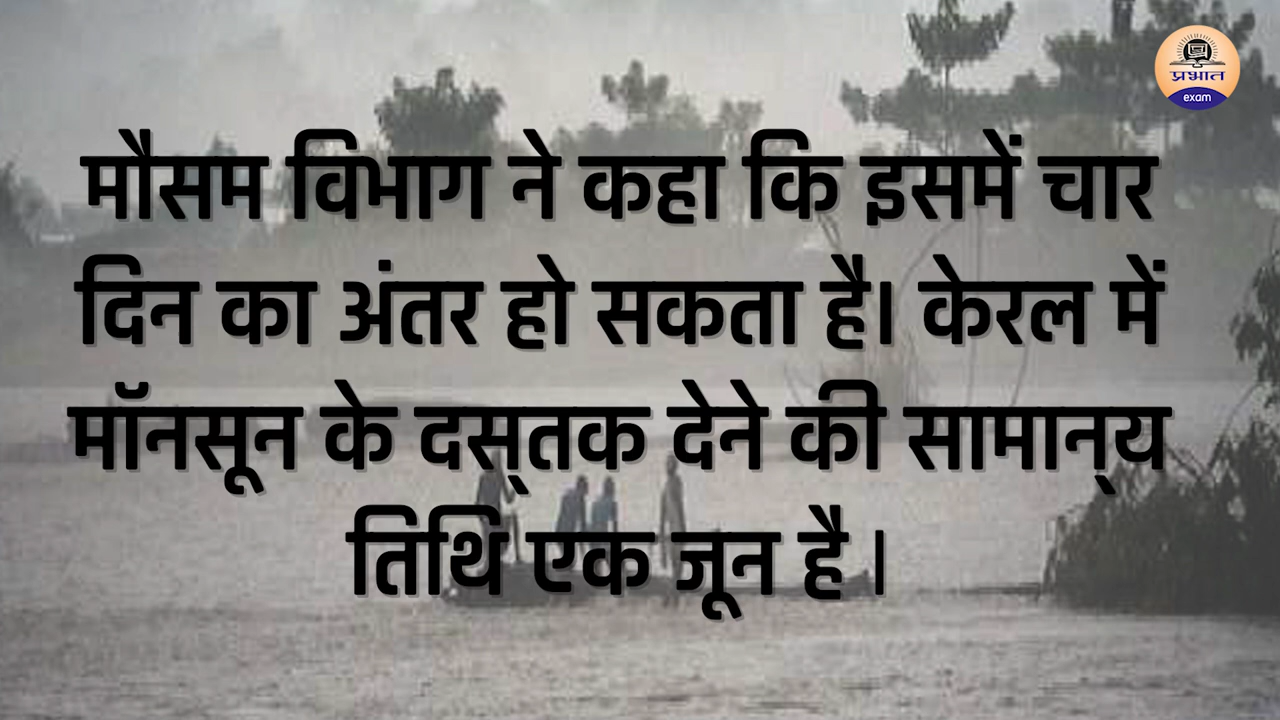 प्रभात
exam
मौसम विभाग ने कहा कि इसमें चार
दिन का अंतर हो सकता है। केरल में
मॉनसून के दस्‌तक देने की सामान्‌य
तिथि एक जून है ।